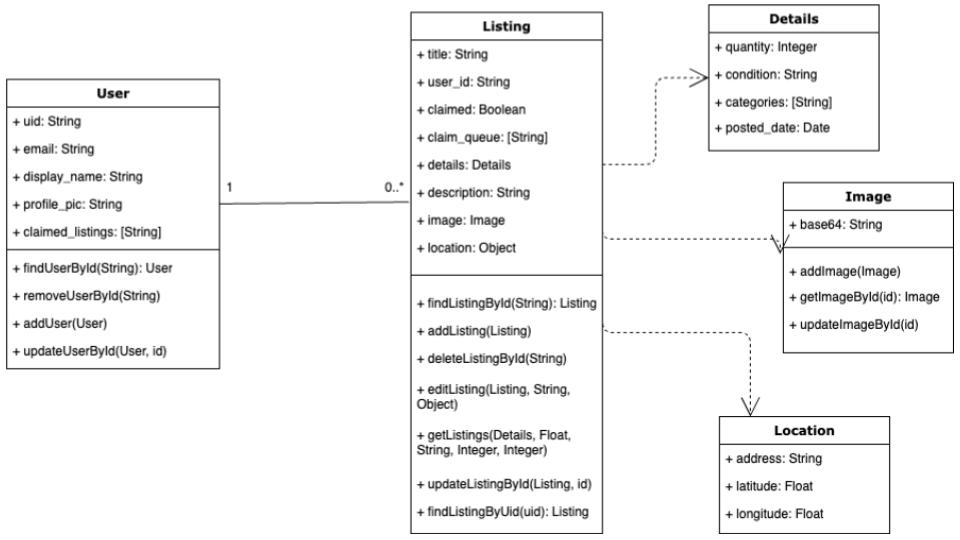 User
+ uid: String
+ email: String
+ display_name: String
+ profile_pic: String
+ claimed_listings: [String]
+ findUserById(String): User
+ removeUserById(String)
+ addUser(User)
+ updateUserById(User, id)
1
0..*
Listing
+ title: String
+ user_id: String
+ claimed: Boolean
+ claim_queue: [String]
+ details: Details
+ description: String
+ image: Image
+ location: Object
+ findListingById(String): Listing
+ addListing(Listing)
+ deleteListingById(String)
+ editListing(Listing, String,
Object)
+ getListings(Details, Float,
String, Integer, Integer)
+ updateListingById(Listing, id)
+ findListingByUid(uid): Listing
Details
+ quantity: Integer
+ condition: String
+ categories: [String]
+ posted_date: Date
Image
+ base64: String
+ addImage(Image)
+ getImageById(id): Image
+ updateImageById(id)
Location
+ address: String
+ latitude: Float
+ longitude: Float